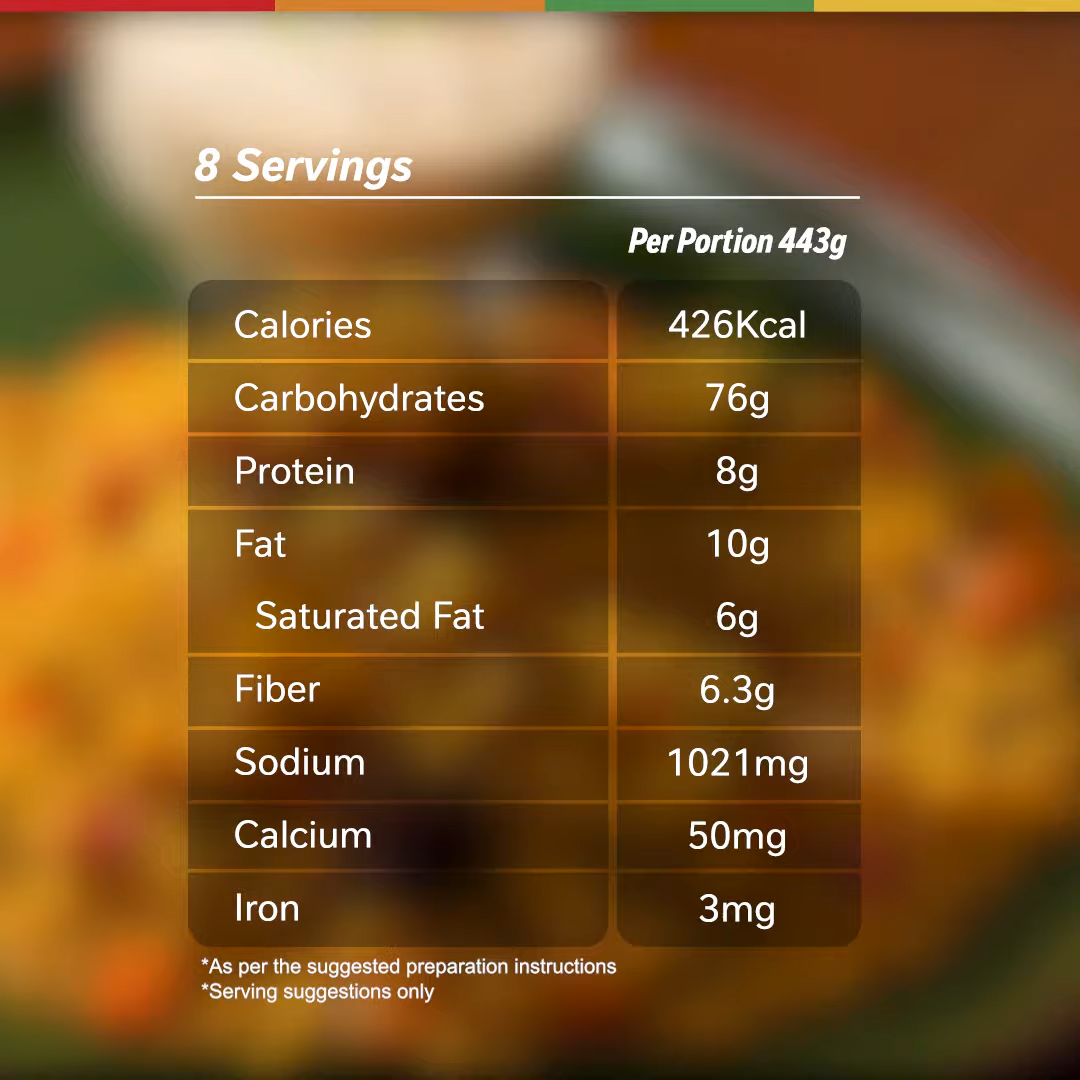 8 Servings
Per Portion 443g
Calories 426Kcal
Carbohydrates 76g
Protein 8g
Fat 10g
Saturated Fat 6g
Fiber 6.3g
Sodium 1021mg
Calcium 50mg
Iron 3mg
*As per the suggested preparation instructions
*Serving suggestions only